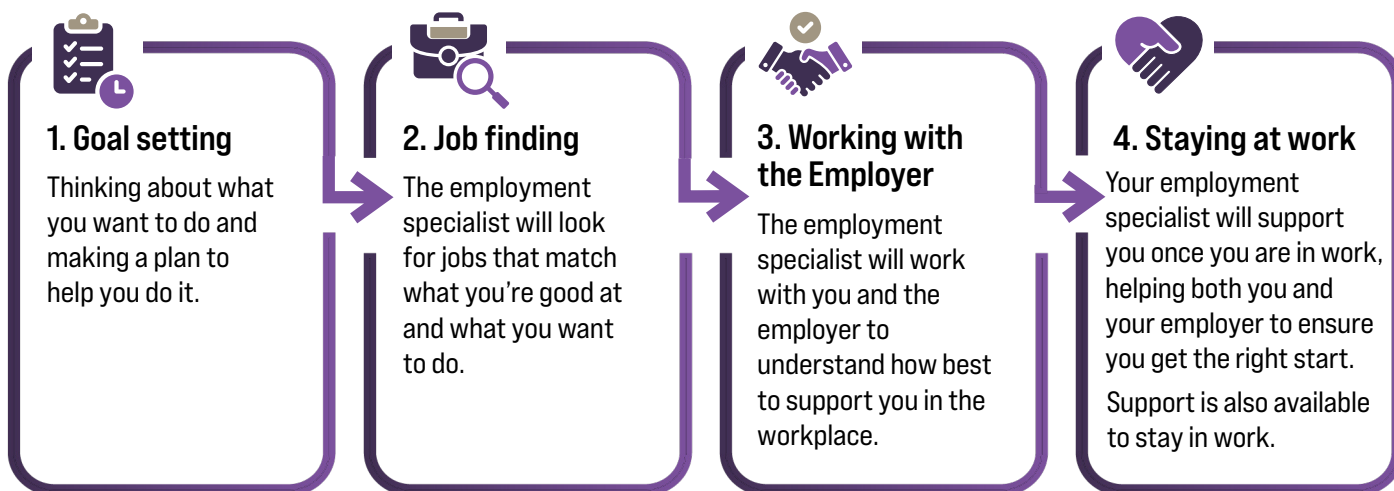 1. Goal setting
Thinking about what
you want to do and
making a plan to
help you do it.
2. Job finding
The employment
specialist will look
for jobs that match
what you're good at
and what you want
to do.
3. Working with
the Employer
The employment
specialist will work
with you and the
employer to
understand how best
to support you in the
workplace.
4. Staying at work
Your employment
specialist will support
you once you are in work,
helping both you and
your employer to ensure
you get the right start.
Support is also available
to stay in work.